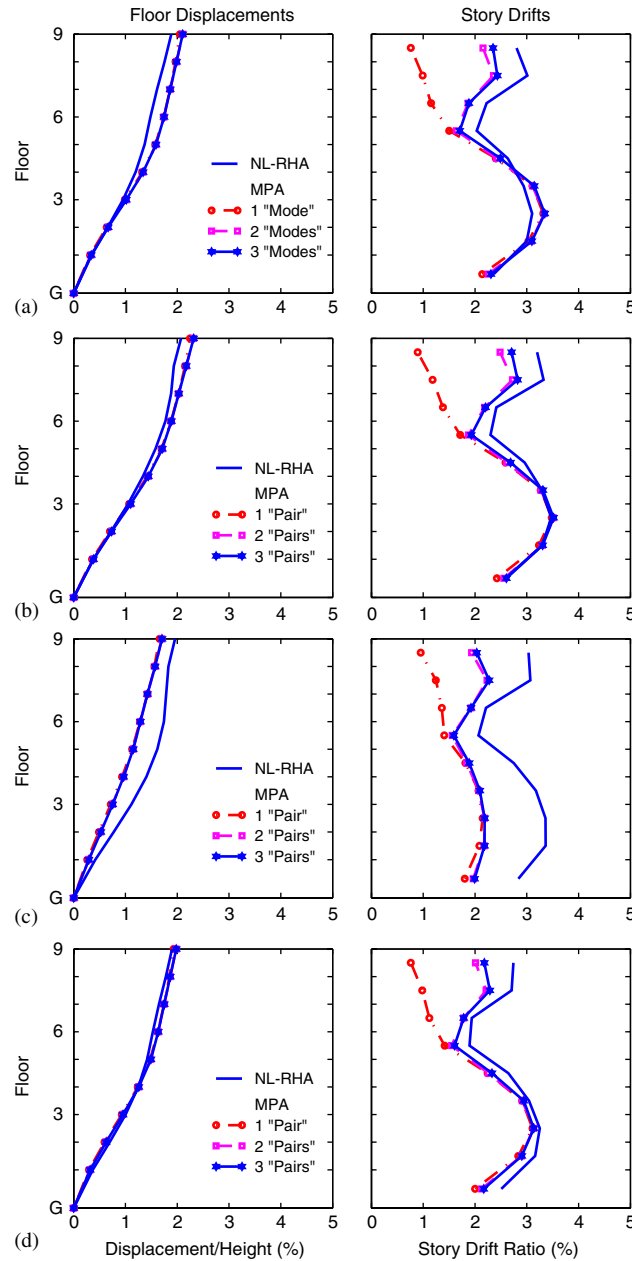 Floor Displacements
Story Drifts
(a)
Floor
9
6
3
G
NL-RHA
MPA
1 "Mode"
2 "Modes"
3 "Modes"
0 1 2 3 4 5
0 1 2 3 4 5
(b)
Floor
9
6
3
G
NL-RHA
MPA
1 "Pair"
2 "Pairs"
3 "Pairs"
0 1 2 3 4 5
0 1 2 3 4 5
(c)
Floor
9
6
3
G
NL-RHA
MPA
1 "Pair"
2 "Pairs"
3 "Pairs"
0 1 2 3 4 5
0 1 2 3 4 5
(d)
Floor
9
6
3
G
NL-RHA
MPA
1 "Pair"
2 "Pairs"
3 "Pairs"
0 1 2 3 4 5
0 1 2 3 4 5
Displacement/Height (%)
Story Drift Ratio (%)